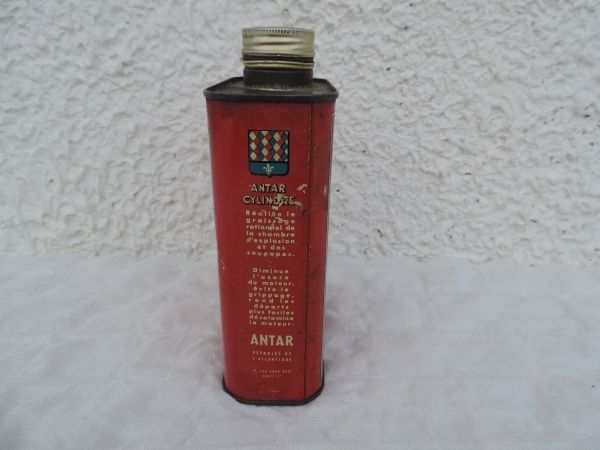 ANTAR
CYLINDRE
Réalise le
graissage
rationnel de
la chambre
d'explosion
et des
soupapes.
Diminue
l'usure
du moteur,
évite le
grippage,
rend les
départs
plus faciles
décalamine
le moteur.
ANTAR
PÉTROLES DE
L'ATLANTIQUE